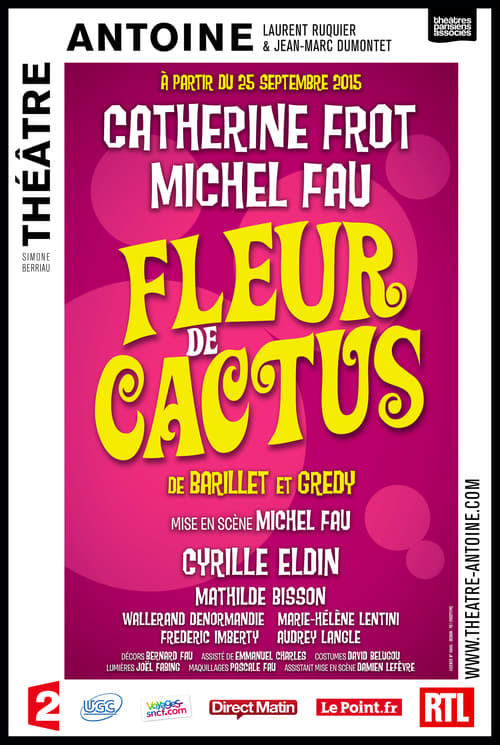 THÉÂTRE
ANTOINE
LAURENT RUQUIER
& JEAN-MARC DUMONTET
théâtres
parisiens
associés
SIMONE
BERRIAU
À PARTIR DU 25 SEPTEMBRE 2015
CATHERINE FROT
MICHEL FAU
FLEUR
DE
CACTUS
DE BARILLET ET GREDY
MISE EN SCÈNE MICHEL FAU
CYRILLE ELDIN
MATHILDE BISSON
WALLERAND DENORMANDIE MARIE-HÉLÈNE LENTINI
FREDERIC IMBERTY AUDREY LANGLE
DÉCORS BERNARD FAU ASSISTÉ DE EMMANUEL CHARLES COSTUMES DAVID BELUGOU
LUMIÈRES JOËL FABING MAQUILLAGES PASCALE FAU ASSISTANT MISE EN SCÈNE DAMIEN LEFÈVRE
WWW.THEATRE-ANTOINE.COM
2
UGC
Voyages-
sncf.com
Direct Matin
Le Point.fr
RTL